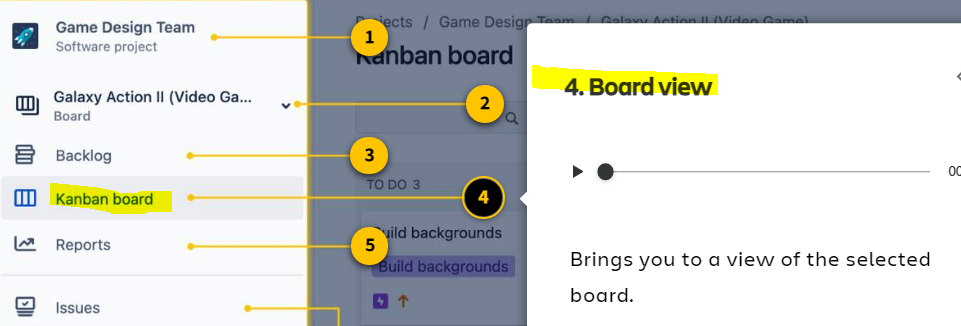 Game Design Team
Software project
1
Projects / Game Design Team / Galaxy Action II (Video Game)
Kanban board
Galaxy Action II (Video Ga...
Board
2
4. Board view
Backlog
3
Kanban board
4
TO DO 3
00
Reports
5
Build backgrounds
Build backgrounds
Brings you to a view of the selected
board.
Issues